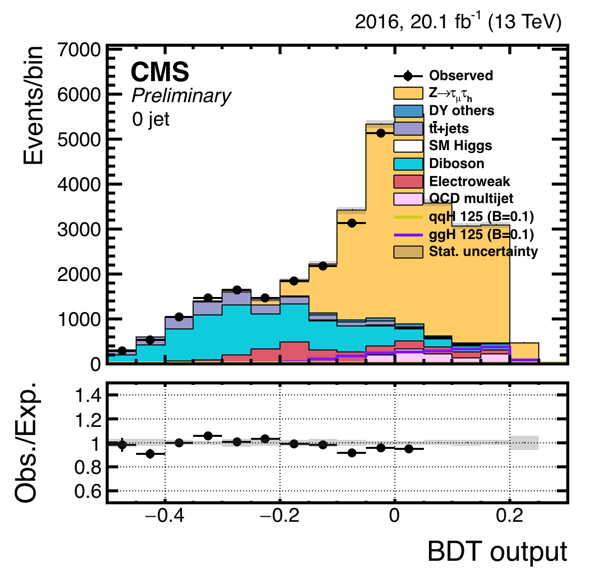 2016, 20.1 fb⁻¹ (13 TeV)
Events/bin
7000
6000
5000
4000
3000
2000
1000
0
CMS
Preliminary
0 jet
Observed
Z→τ_μτ_h
DY others
tt̄+jets
SM Higgs
Diboson
Electroweak
QCD multijet
qqH 125 (B=0.1)
ggH 125 (B=0.1)
Stat. uncertainty
Obs./Exp.
1.4
1.2
1
0.8
0.6
−0.4 −0.2 0 0.2
BDT output